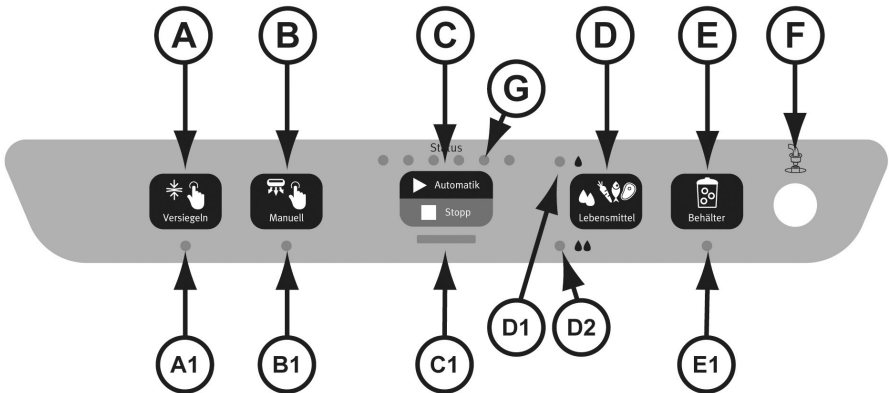 A B C D E F
G
Status
Automatik
Versiegeln Manuell Stopp Lebensmittel Behälter
D1 D2
A1 B1 C1 E1